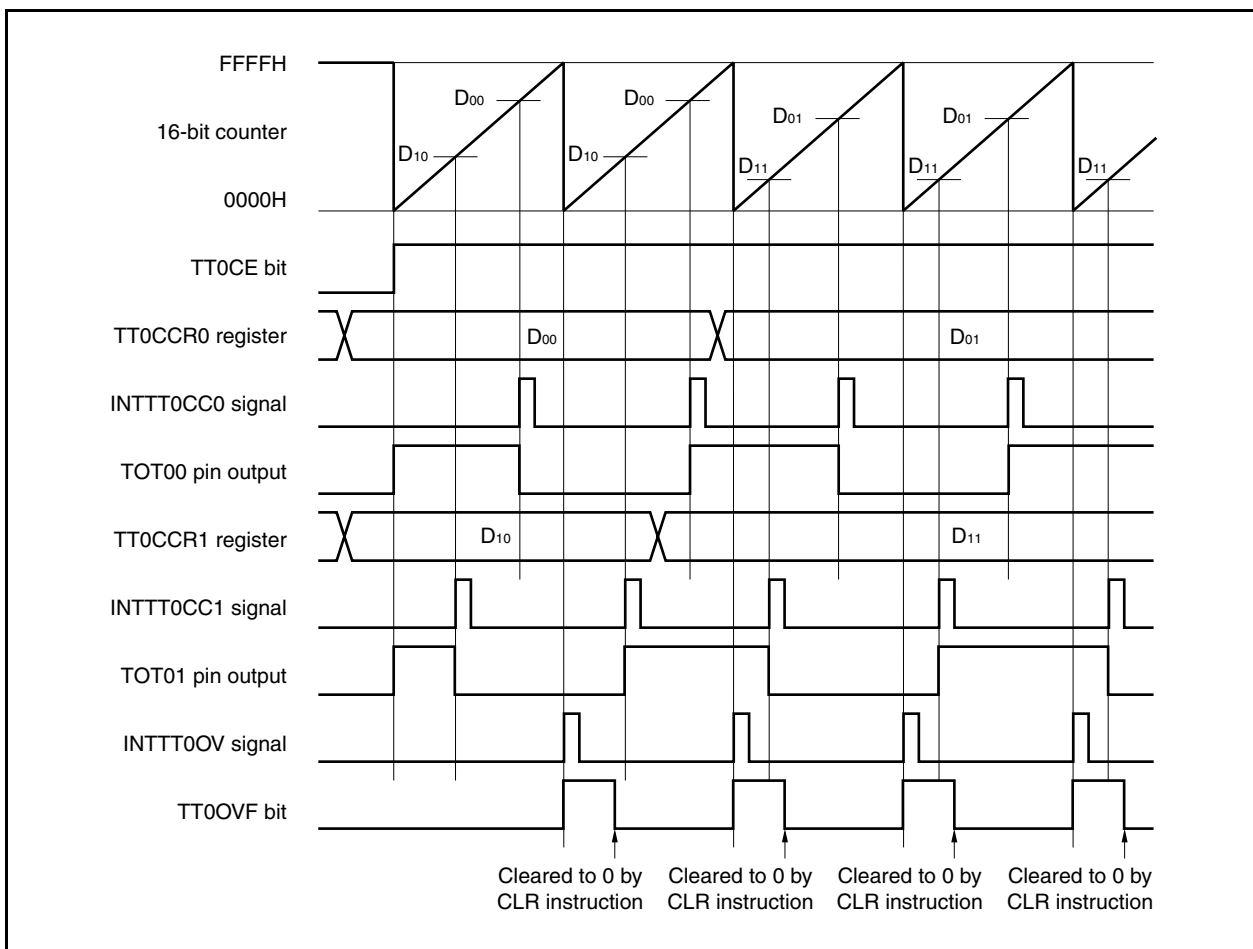 FFFFH
16-bit counter
0000H
D10
D00
D10
D00
D11
D01
D11
D01
D11
TT0CE bit
TT0CCR0 register
D00
D01
INTTT0CC0 signal
TOT00 pin output
TT0CCR1 register
D10
D11
INTTT0CC1 signal
TOT01 pin output
INTTT0OV signal
TT0OVF bit
Cleared to 0 by
CLR instruction
Cleared to 0 by
CLR instruction
Cleared to 0 by
CLR instruction
Cleared to 0 by
CLR instruction